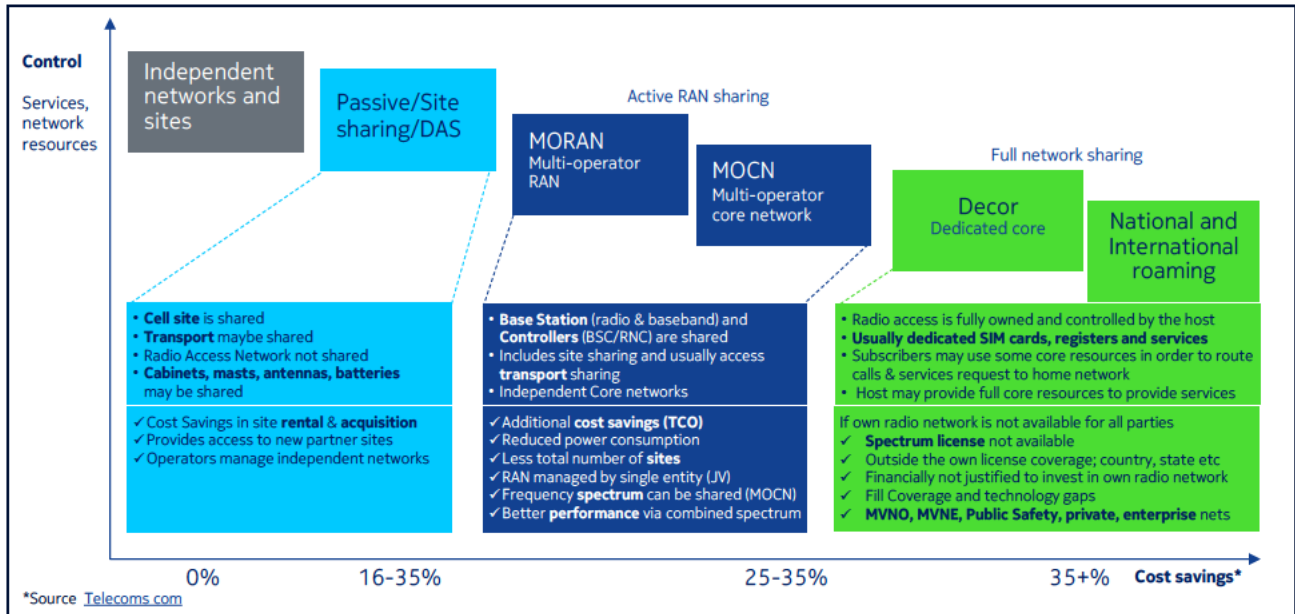 Control
Services,
network
resources
Independent
networks and
sites
Passive/Site
sharing/DAS
Active RAN sharing
MORAN
Multi-operator
RAN
MOCN
Multi-operator
core network
Full network sharing
Decor
Dedicated core
National and
International
roaming
• Cell site is shared
• Transport maybe shared
• Radio Access Network not shared
• Cabinets, masts, antennas, batteries
may be shared
✓ Cost Savings in site rental & acquisition
✓ Provides access to new partner sites
✓ Operators manage independent networks
• Base Station (radio & baseband) and
Controllers (BSC/RNC) are shared
• Includes site sharing and usually access
transport sharing
• Independent Core networks
✓ Additional cost savings (TCO)
✓ Reduced power consumption
✓ Less total number of sites
✓ RAN managed by single entity (JV)
✓ Frequency spectrum can be shared (MOCN)
✓ Better performance via combined spectrum
• Radio access is fully owned and controlled by the host
• Usually dedicated SIM cards, registers and services
• Subscribers may use some core resources in order to route
calls & services request to home network
• Host may provide full core resources to provide services
If own radio network is not available for all parties
✓ Spectrum license not available
✓ Outside the own license coverage; country, state etc
✓ Financially not justified to invest in own radio network
✓ Fill Coverage and technology gaps
✓ MVNO, MVNE, Public Safety, private, enterprise nets
0%
16-35%
25-35%
35+%
Cost savings*
*Source Telecoms com